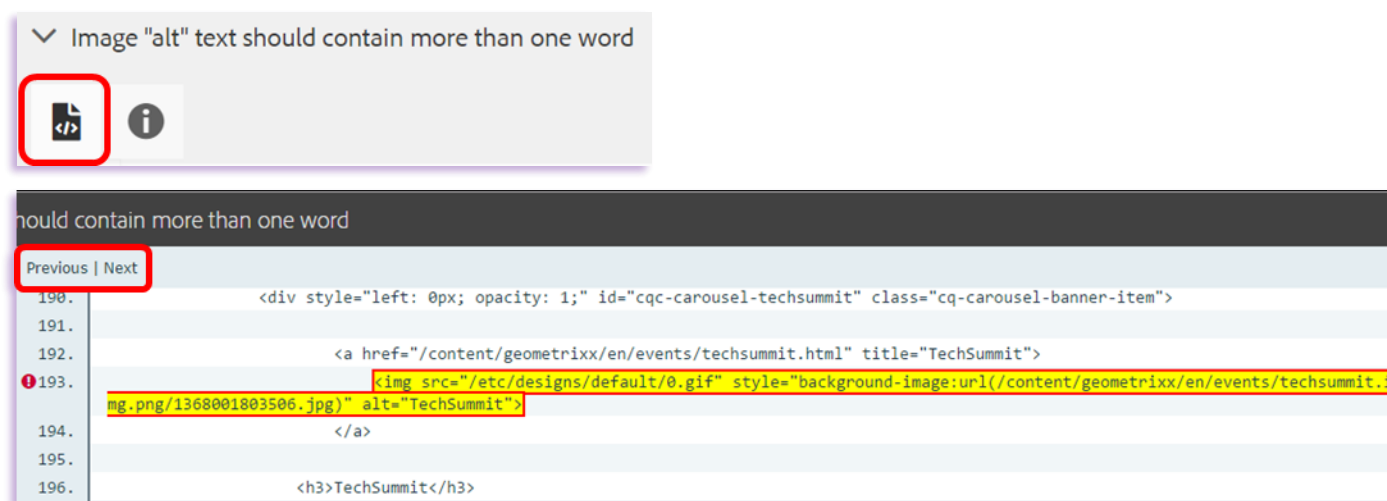 Image "alt" text should contain more than one word
</>
i
hould contain more than one word
Previous | Next
190. <div style="left: 0px; opacity: 1;" id="cqc-carousel-techsummit" class="cq-carousel-banner-item">
191.
192. <a href="/content/geometrixx/en/events/techsummit.html" title="TechSummit">
193. <img src="/etc/designs/default/0.gif" style="background-image:url(/content/geometrixx/en/events/techsummit.i
mg.png/1368001803506.jpg)" alt="TechSummit">
194. </a>
195.
196. <h3>TechSummit</h3>